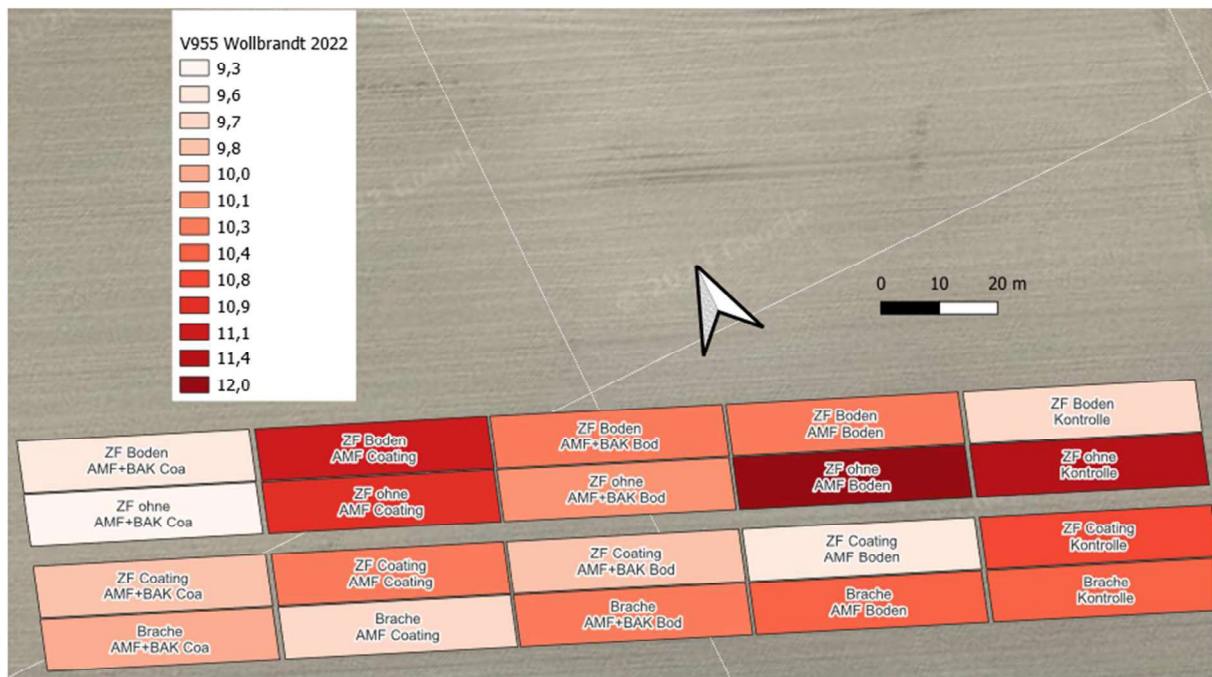 V955 Wollbrandt 2022
9,3
9,6
9,7
9,8
10,0
10,1
10,3
10,4
10,8
10,9
11,1
11,4
12,0
0 10 20 m
ZF Boden
AMF+BAK Coa
ZF Boden
AMF Coating
ZF Boden
AMF+BAK Bod
ZF Boden
AMF Boden
ZF Boden
Kontrolle
ZF ohne
AMF+BAK Coa
ZF ohne
AMF Coating
ZF ohne
AMF+BAK Bod
ZF ohne
AMF Boden
ZF ohne
Kontrolle
ZF Coating
AMF+BAK Coa
ZF Coating
AMF Coating
ZF Coating
AMF+BAK Bod
ZF Coating
AMF Boden
ZF Coating
Kontrolle
Brache
AMF+BAK Coa
Brache
AMF Coating
Brache
AMF+BAK Bod
Brache
AMF Boden
Brache
Kontrolle